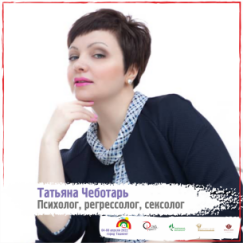 Татьяна Чеботарь
Психолог, регрессолог, сексолог